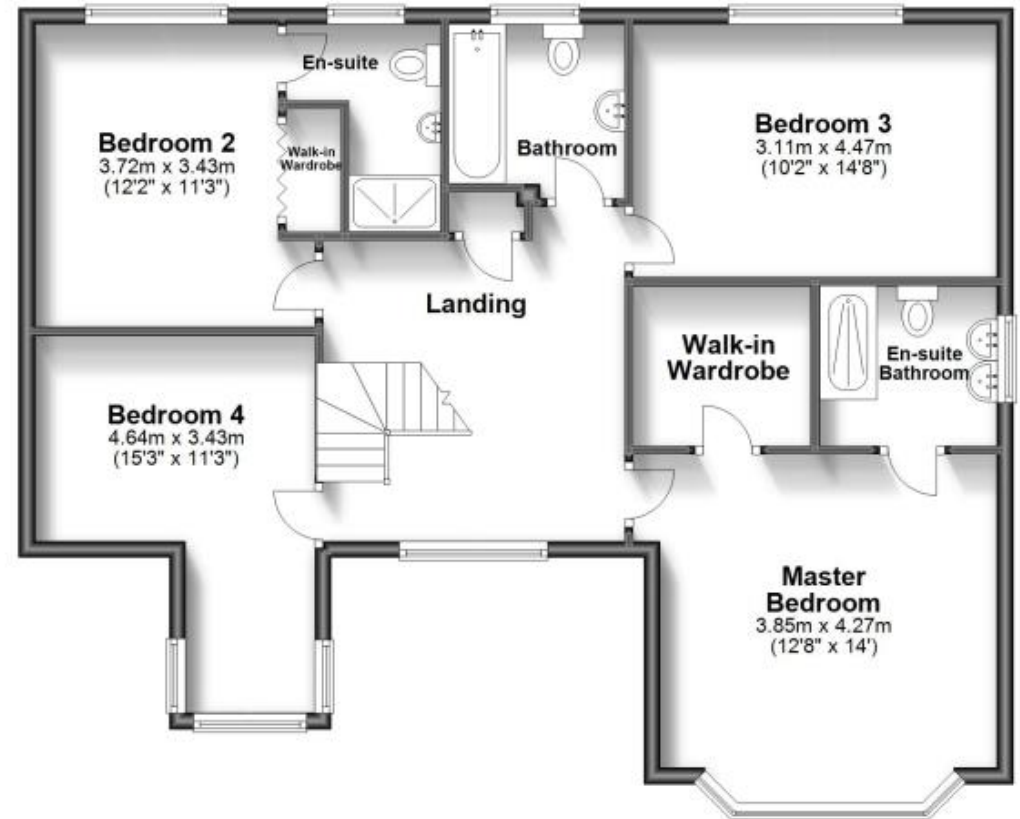 Bedroom 2
3.72m x 3.43m
(12'2" x 11'3")
En-suite
Walk-in
Wardrobe
Bathroom
Bedroom 3
3.11m x 4.47m
(10'2" x 14'8")
Landing
Walk-in
Wardrobe
En-suite
Bathroom
Bedroom 4
4.64m x 3.43m
(15'3" x 11'3")
Master
Bedroom
3.85m x 4.27m
(12'8" x 14')